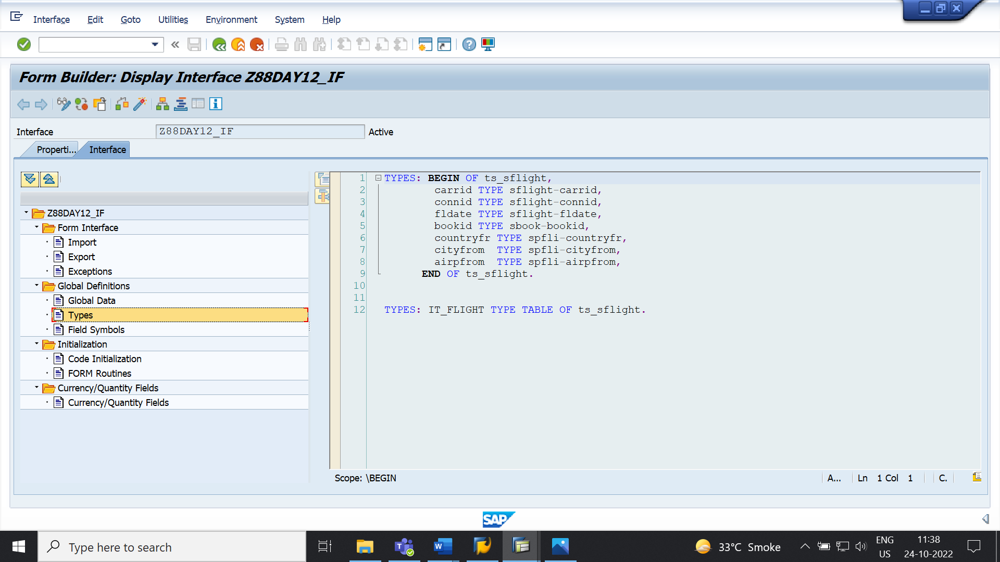 Interface Edit Goto Utilities Environment System Help
Form Builder: Display Interface Z88DAY12_IF
Interface Z88DAY12_IF Active
Properti... Interface
Z88DAY12_IF
Form Interface
Import
Export
Exceptions
Global Definitions
Global Data
Types
Field Symbols
Initialization
Code Initialization
FORM Routines
Currency/Quantity Fields
Currency/Quantity Fields
1 TYPES: BEGIN OF ts_sflight,
2 carrid TYPE sflight-carrid,
3 connid TYPE sflight-connid,
4 fldate TYPE sflight-fldate,
5 bookid TYPE sbook-bookid,
6 countryfr TYPE spfli-countryfr,
7 cityfrom TYPE spfli-cityfrom,
8 airpfrom TYPE spfli-airpfrom,
9 END OF ts_sflight.
10
11
12 TYPES: IT_FLIGHT TYPE TABLE OF ts_sflight.
Scope: \BEGIN A... Ln 1 Col 1 C.
SAP
Type here to search 33°C Smoke ENG US 11:38 24-10-2022